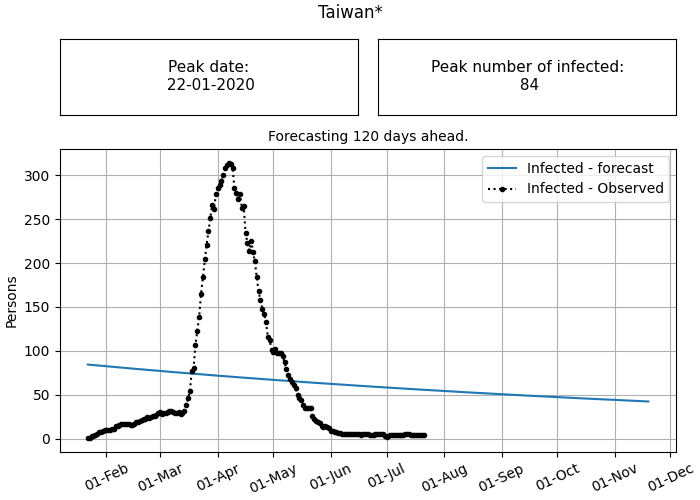 Taiwan*
Peak date:
22-01-2020
Peak number of infected:
84
Forecasting 120 days ahead.
Infected - forecast
Infected - Observed
Persons
300
250
200
150
100
50
0
01-Feb
01-Mar
01-Apr
01-May
01-Jun
01-Jul
01-Aug
01-Sep
01-Oct
01-Nov
01-Dec